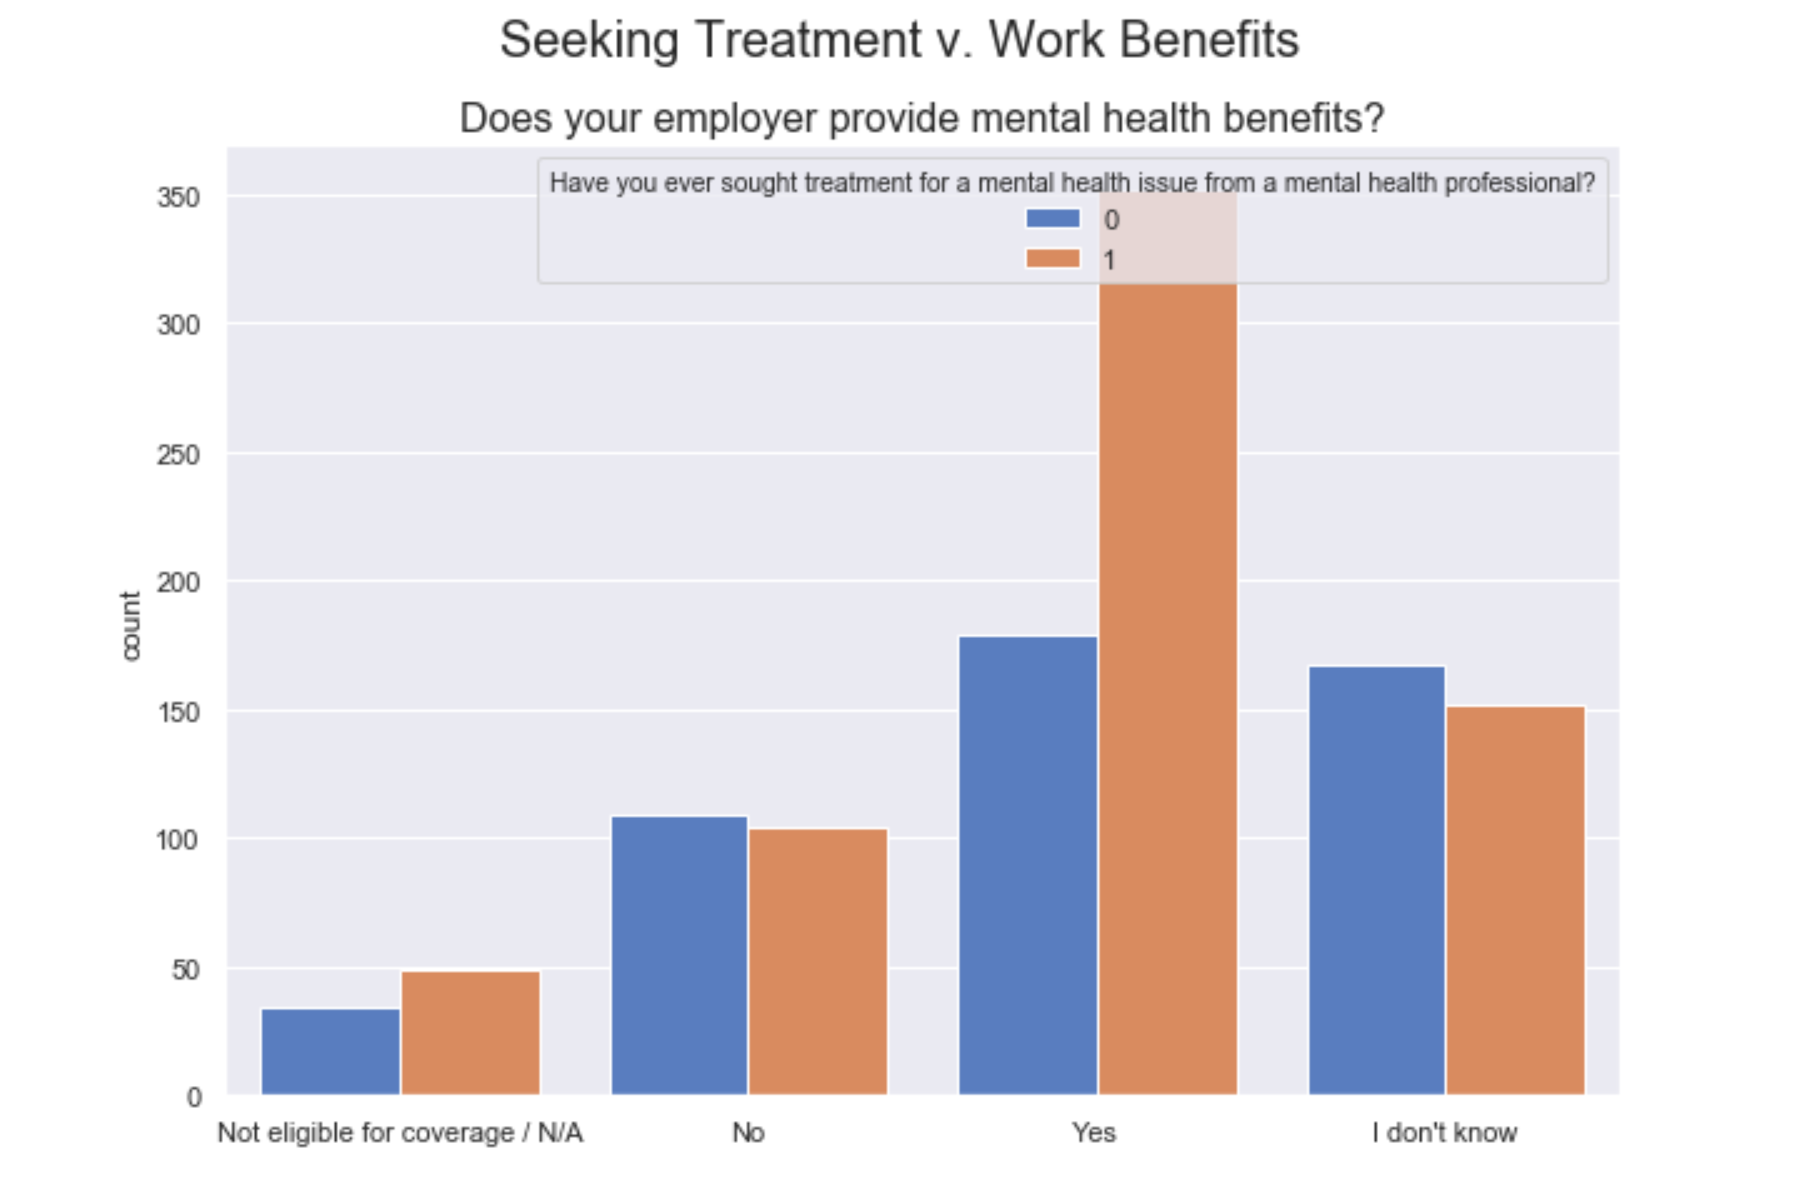 Seeking Treatment v. Work Benefits
Does your employer provide mental health benefits?
Have you ever sought treatment for a mental health issue from a mental health professional?
0
1
350
300
250
200
150
100
50
0
count
Not eligible for coverage / N/A
No
Yes
I don't know